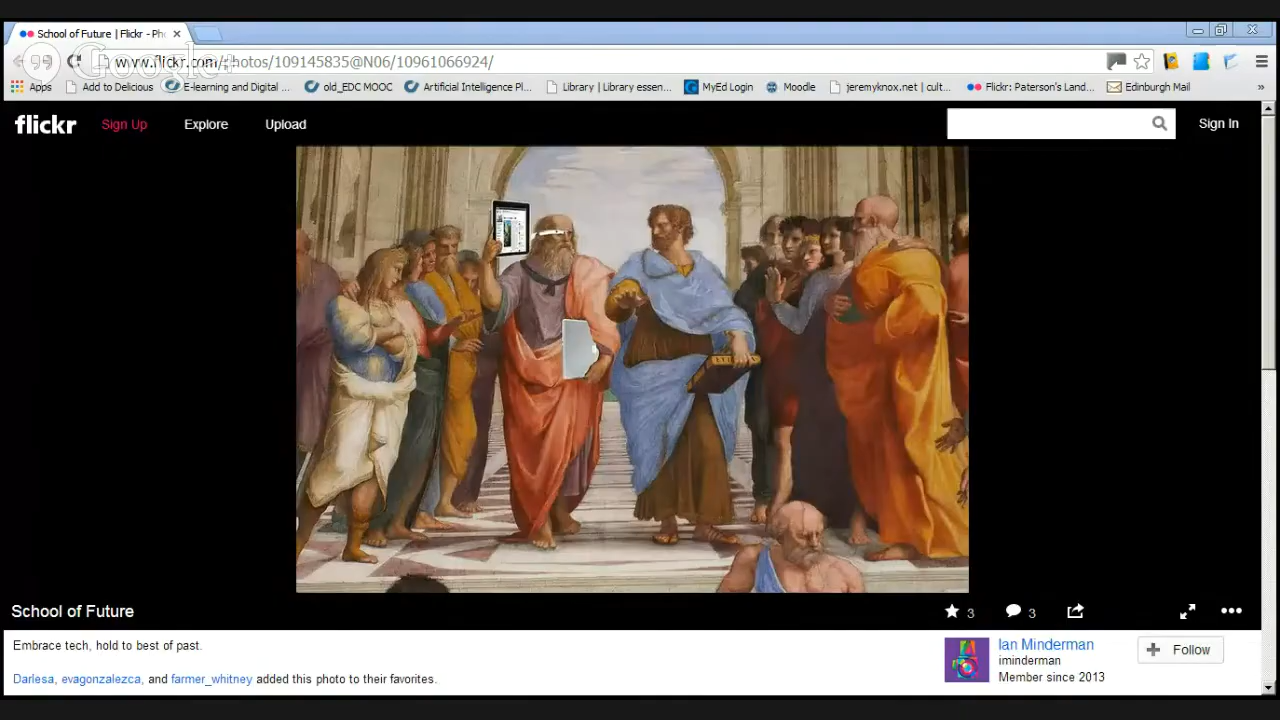 School of Future | Flickr - Pho
Google+
www.flickr.com/photos/109145835@N06/10961066924/
Apps
Add to Delicious
E-learning and Digital ...
old_EDC MOOC
Artificial Intelligence Pl...
Library | Library essen...
MyEd Login
Moodle
jeremyknox.net | cult...
Flickr: Paterson's Land...
Edinburgh Mail
»
flickr
Sign Up
Explore
Upload
Sign In
School of Future
3
3
Embrace tech, hold to best of past.
Darlesa, evagonzalezca, and farmer_whitney added this photo to their favorites.
Ian Minderman
iminderman
Member since 2013
+ Follow